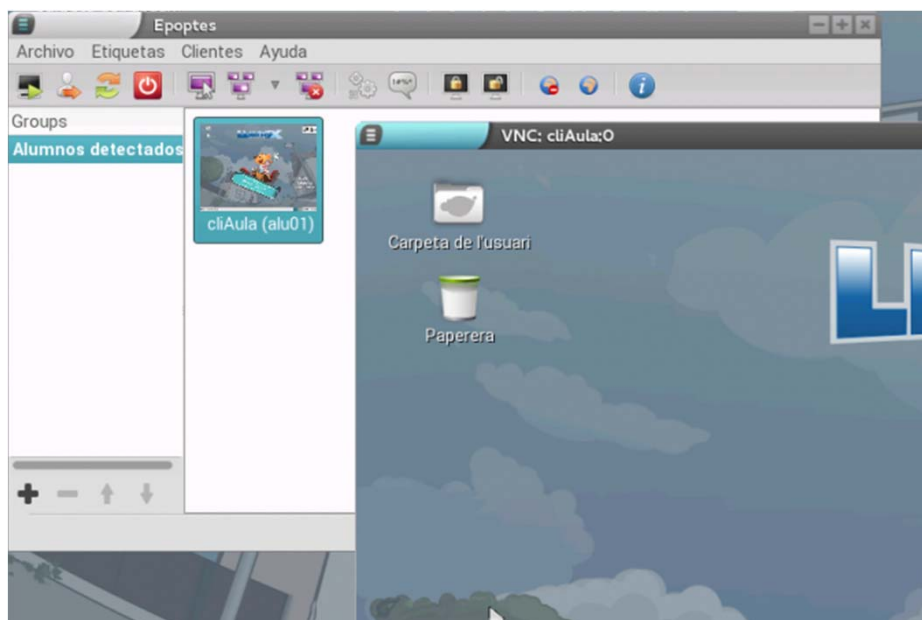 Epoptes
Archivo Etiquetas Clientes Ayuda
Groups
Alumnos detectados
cliAula (alu01)
VNC: cliAula:0
Carpeta de l'usuari
Paperera